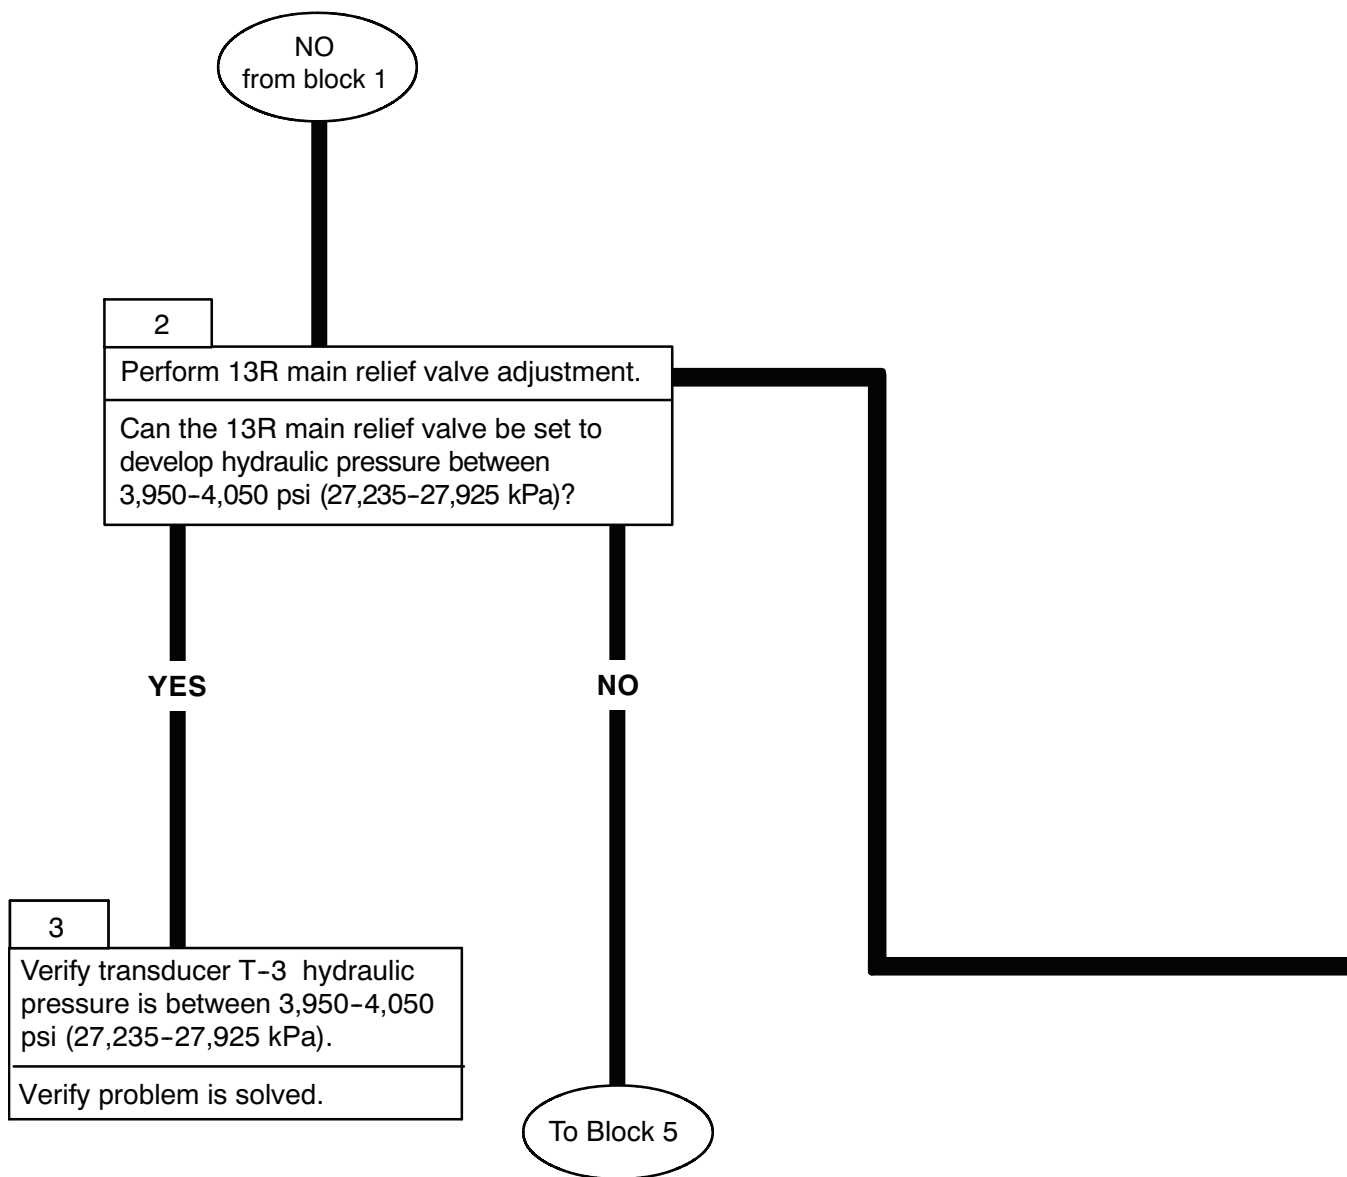 NO
from block 1
2
Perform 13R main relief valve adjustment.
Can the 13R main relief valve be set to
develop hydraulic pressure between
3,950-4,050 psi (27,235-27,925 kPa)?
YES
NO
3
Verify transducer T-3 hydraulic
pressure is between 3,950-4,050
psi (27,235-27,925 kPa).
Verify problem is solved.
To Block 5